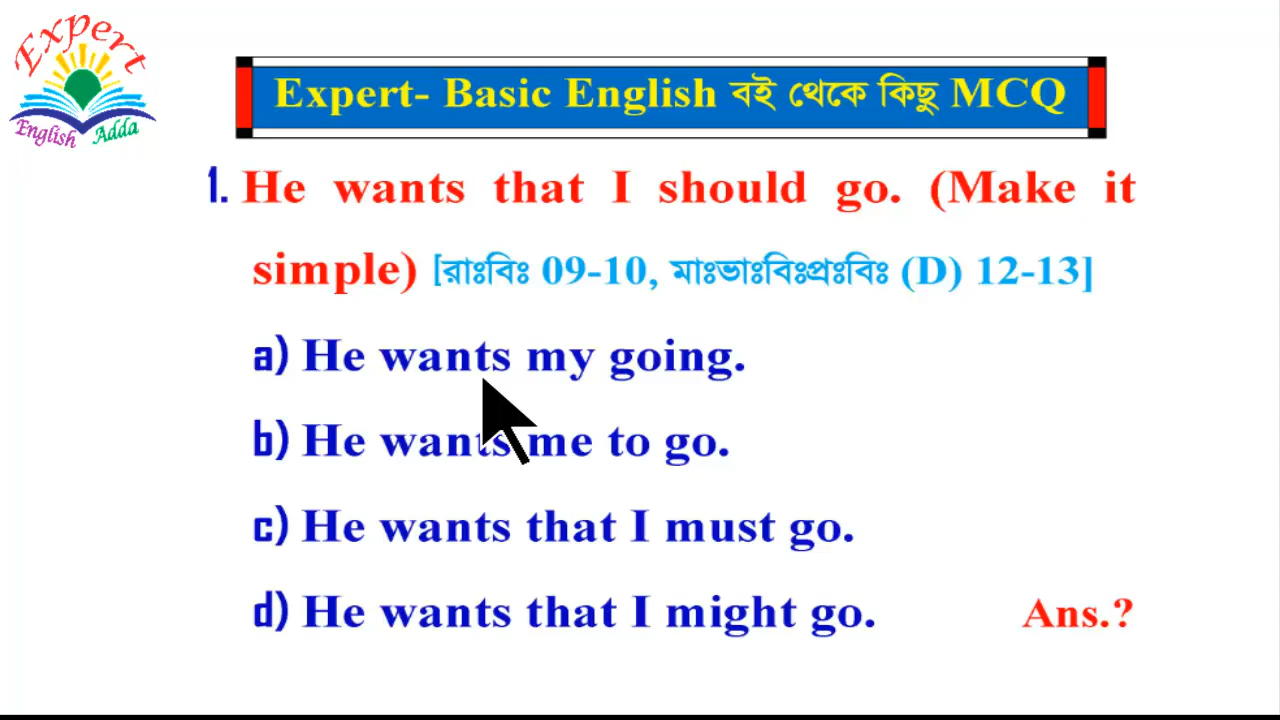 Expert
English Adda
Expert- Basic English বই থেকে কিছু MCQ
1. He wants that I should go. (Make it
simple) [রাঃবিঃ 09-10, মাঃভাঃবিঃপ্রঃবিঃ (D) 12-13]
a) He wants my going.
b) He wants me to go.
c) He wants that I must go.
d) He wants that I might go. Ans.?